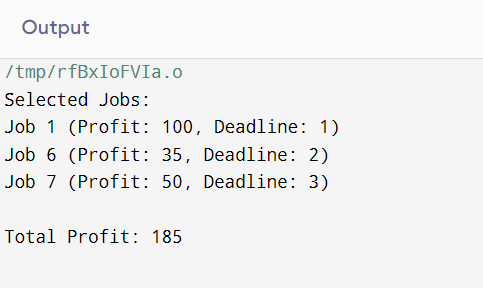 Output
/tmp/rfBxIoFVIa.o
Selected Jobs:
Job 1 (Profit: 100, Deadline: 1)
Job 6 (Profit: 35, Deadline: 2)
Job 7 (Profit: 50, Deadline: 3)
Total Profit: 185